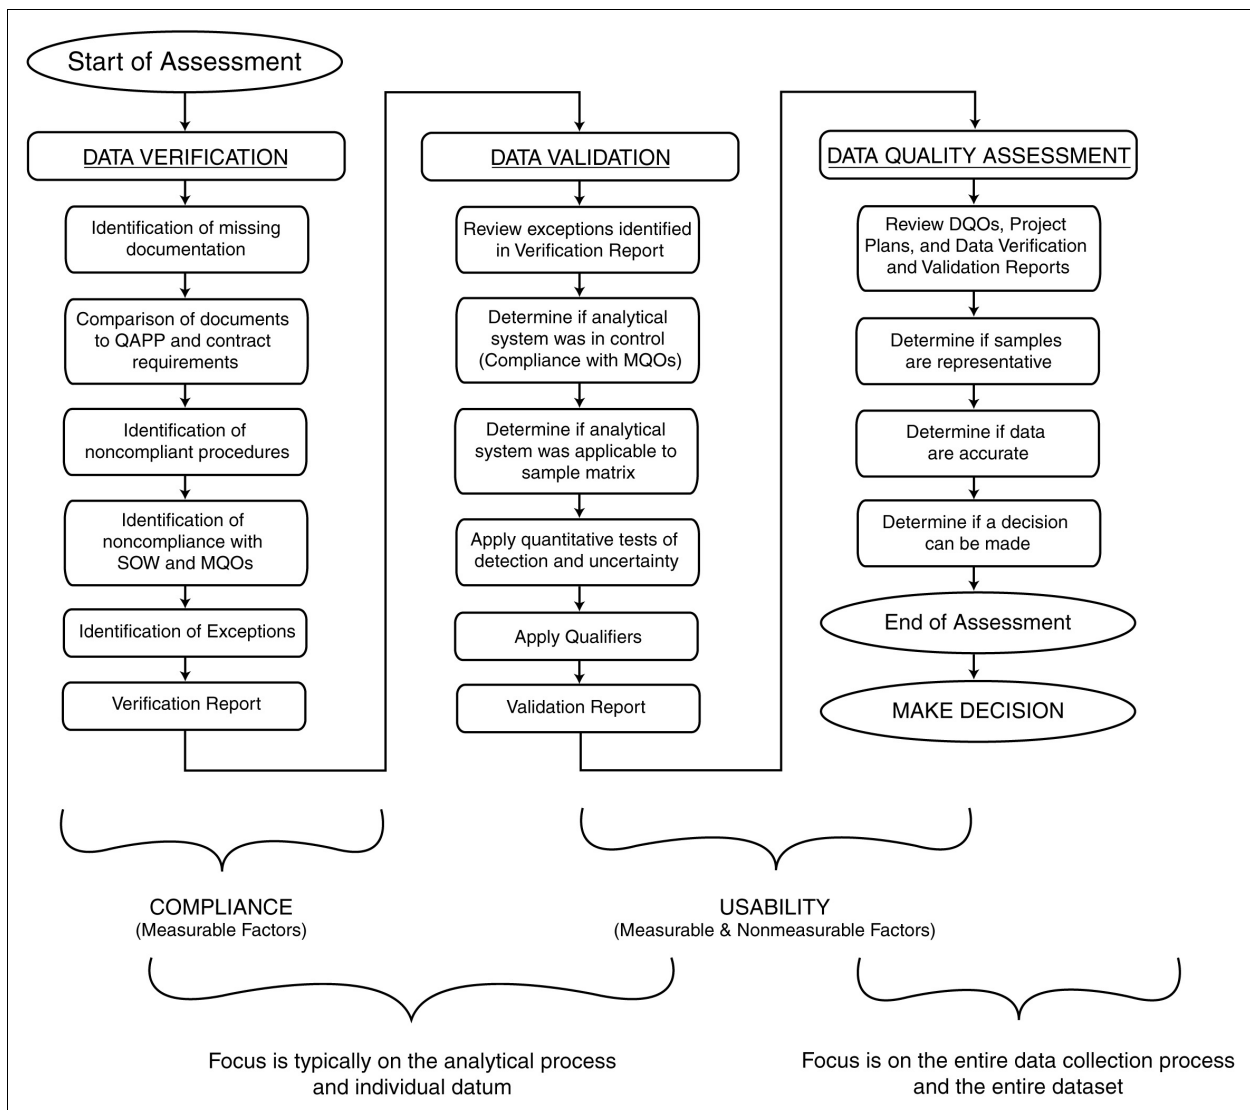 Start of Assessment
DATA VERIFICATION
Identification of missing
documentation
Comparison of documents
to QAPP and contract
requirements
Identification of
noncompliant procedures
Identification of
noncompliance with
SOW and MQOs
Identification of Exceptions
Verification Report
DATA VALIDATION
Review exceptions identified
in Verification Report
Determine if analytical
system was in control
(Compliance with MQOs)
Determine if analytical
system was applicable to
sample matrix
Apply quantitative tests of
detection and uncertainty
Apply Qualifiers
Validation Report
DATA QUALITY ASSESSMENT
Review DQOs, Project
Plans, and Data Verification
and Validation Reports
Determine if samples
are representative
Determine if data
are accurate
Determine if a decision
can be made
End of Assessment
MAKE DECISION
COMPLIANCE
(Measurable Factors)
USABILITY
(Measurable & Nonmeasurable Factors)
Focus is typically on the analytical process
and individual datum
Focus is on the entire data collection process
and the entire dataset